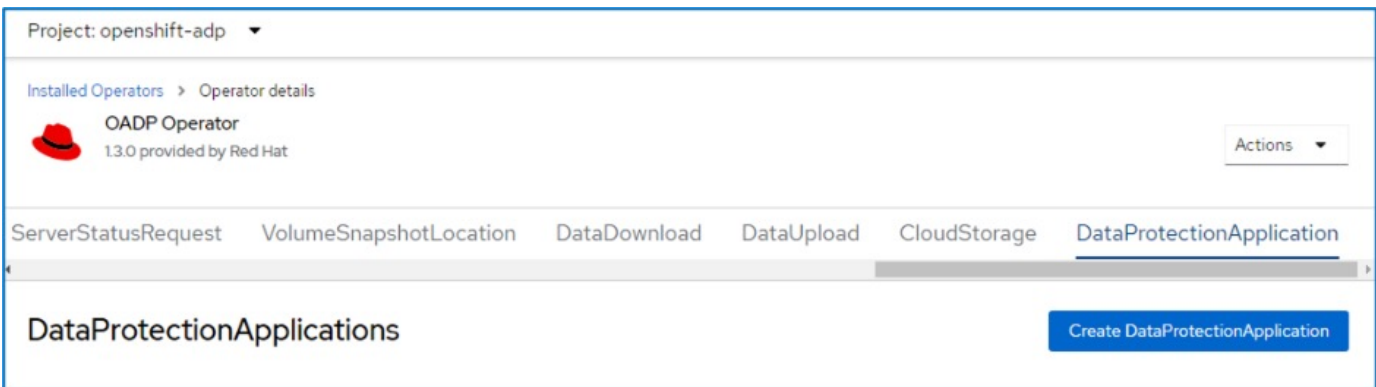 Project: openshift-adp
Installed Operators > Operator details
OADP Operator
1.3.0 provided by Red Hat
Actions
ServerStatusRequest VolumeSnapshotLocation DataDownload DataUpload CloudStorage DataProtectionApplication
DataProtectionApplications
Create DataProtectionApplication